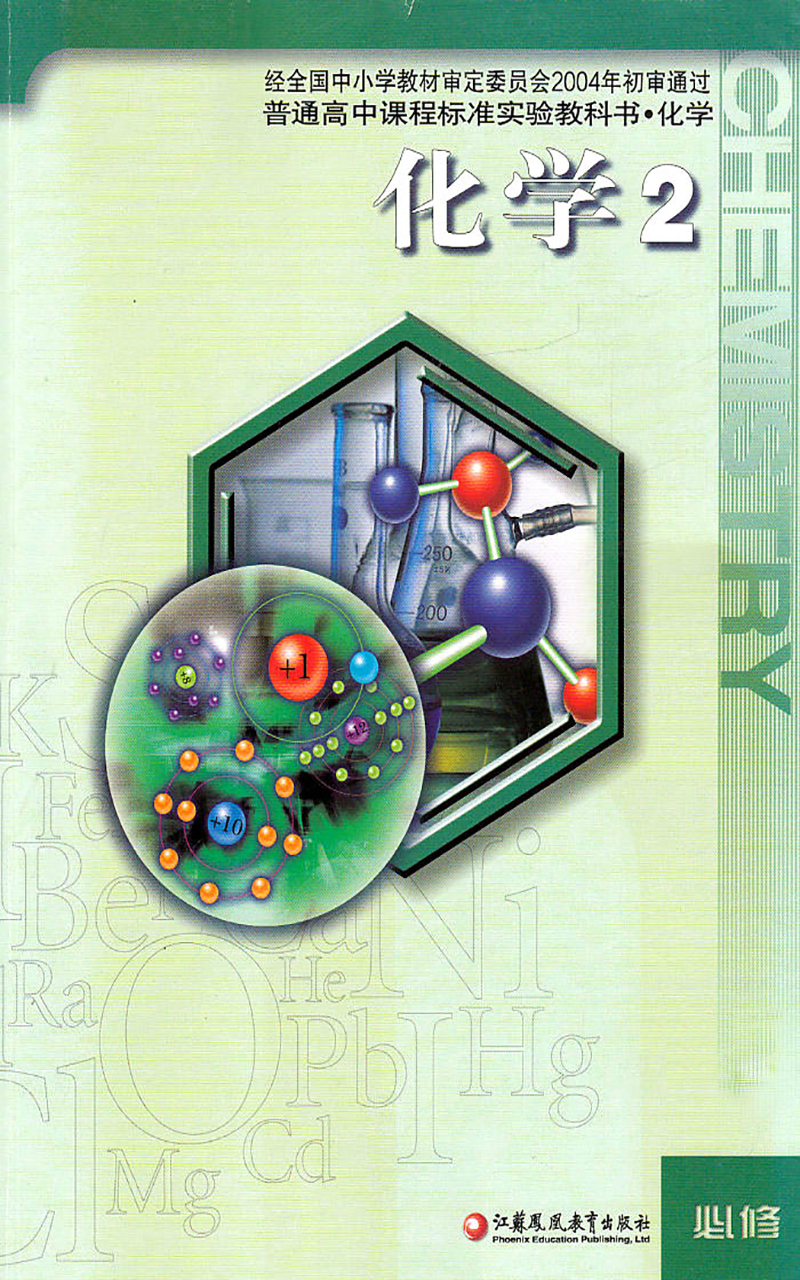 经全国中小学教材审定委员会2004年初审通过
普通高中课程标准实验教科书•化学
化学2
CHEMISTRY
250
200
+1
+8
+12
+10
S
K
Fe
Be
Ni
Ra
O
He
Pb
I
Hg
Cl
Cd
Mg
江苏凤凰教育出版社
Phoenix Education Publishing, Ltd
必修